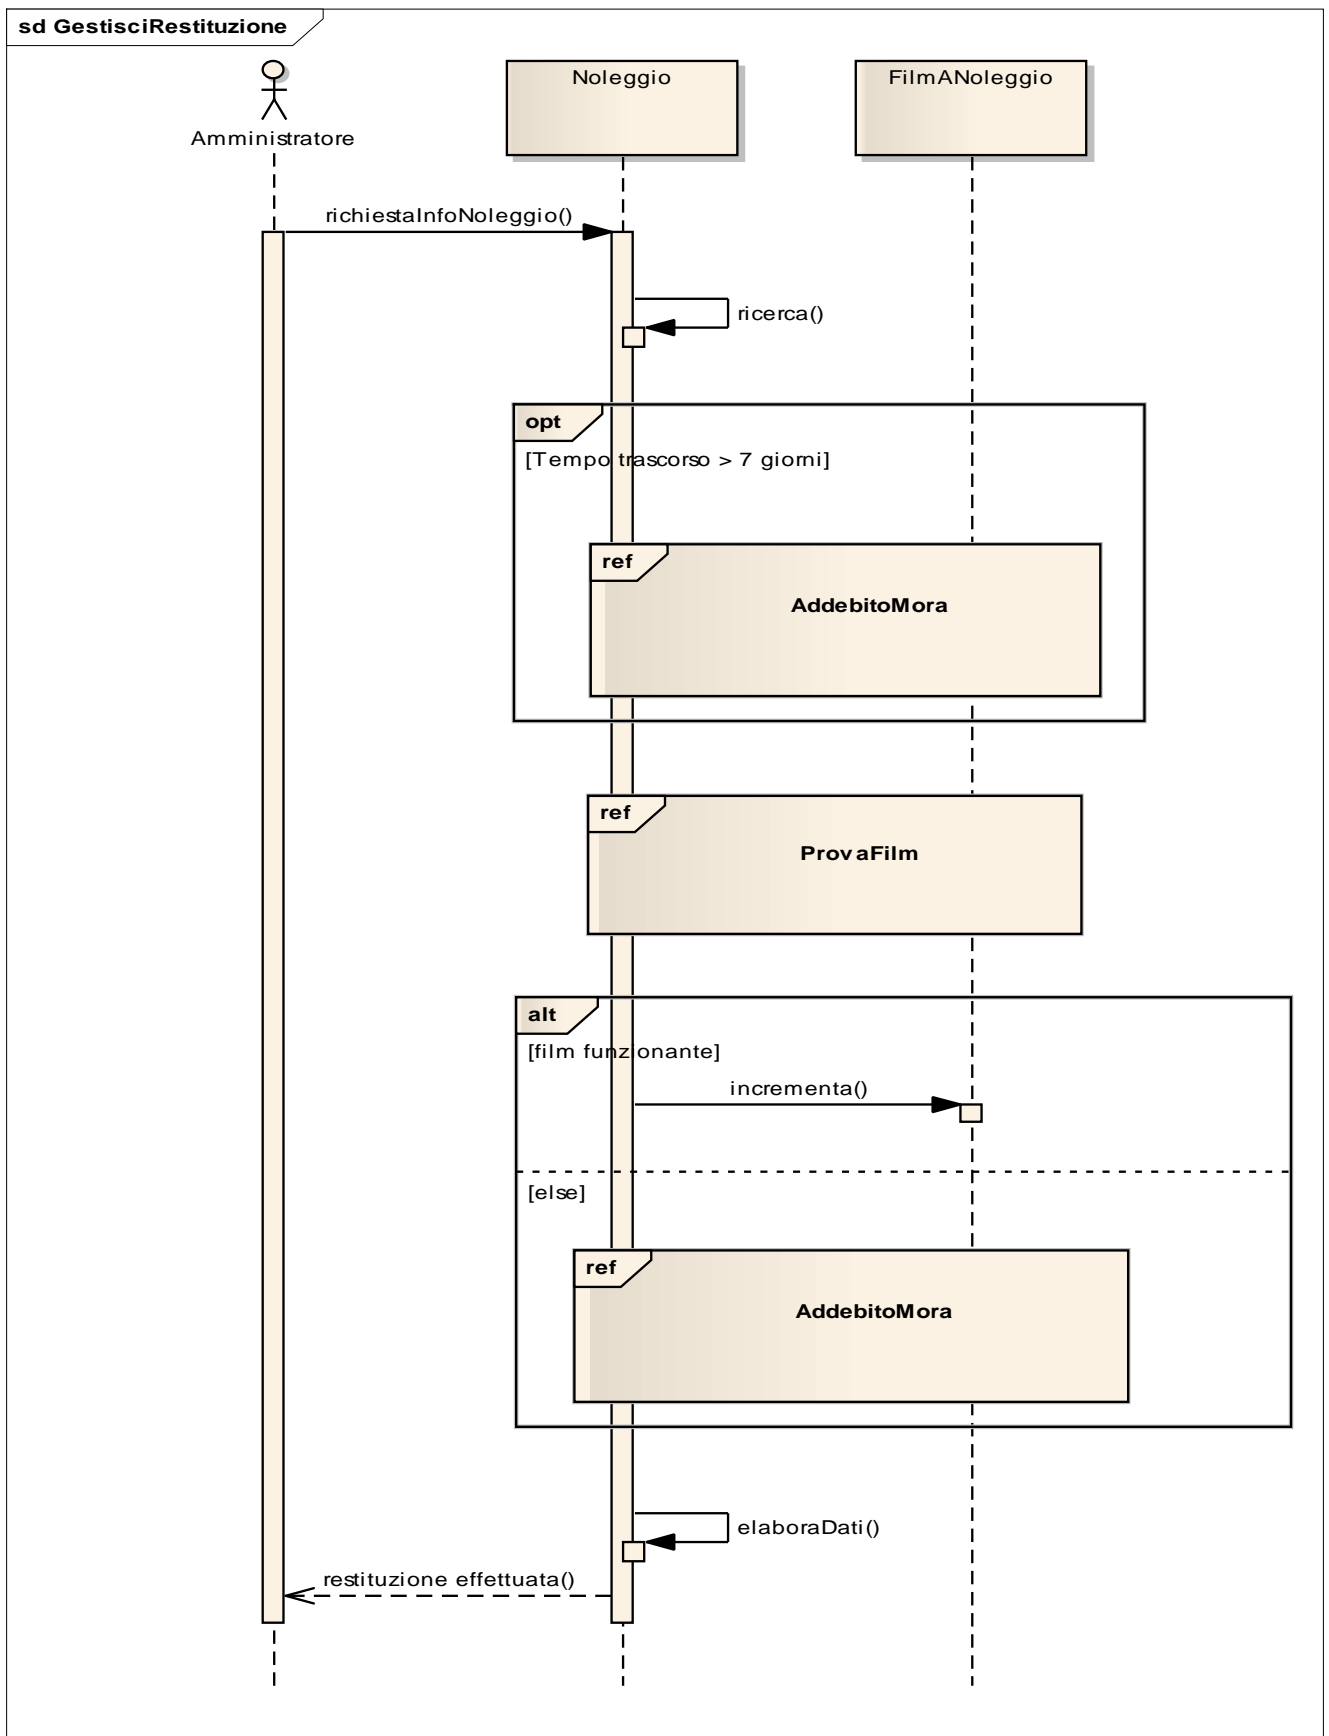 sd GestisciRestituzione
Amministratore
Noleggio
FilmANoleggio
richiestaInfoNoleggio()
ricerca()
opt
[Tempo trascorso > 7 giorni]
ref
AddebitoMora
ref
ProvaFilm
alt
[film funzionante]
incrementa()
[else]
ref
AddebitoMora
elaboraDati()
restituzione effettuata()